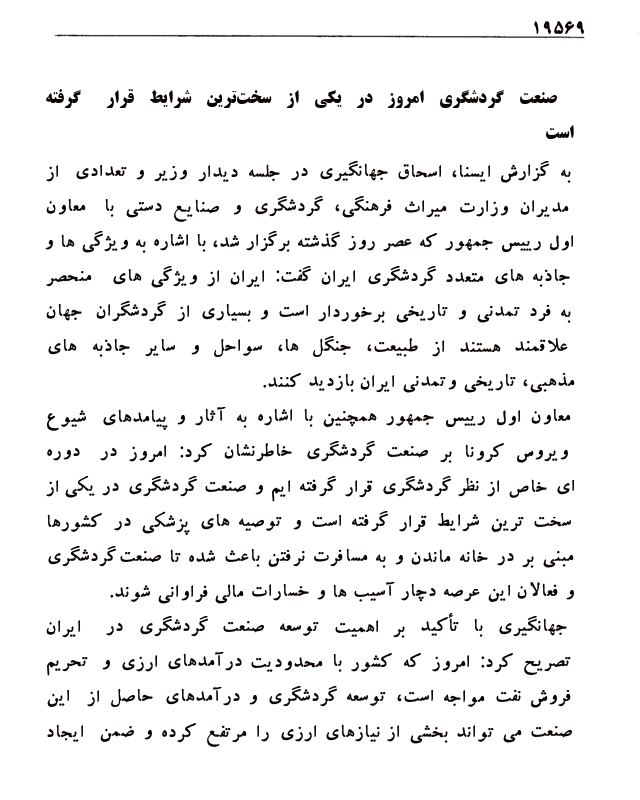 ۱۹۵۶۹
صنعت گردشگری امروز در یکی از سخت‌ترین شرایط قرار گرفته
است
به گزارش ایسنا، اسحاق جهانگیری در جلسه دیدار وزیر و تعدادی از
مدیران وزارت میراث فرهنگی، گردشگری و صنایع دستی با معاون
اول رییس جمهور که عصر روز گذشته برگزار شد، با اشاره به ویژگی ها و
جاذبه های متعدد گردشگری ایران گفت: ایران از ویژگی های منحصر
به فرد تمدنی و تاریخی برخوردار است و بسیاری از گردشگران جهان
علاقمند هستند از طبیعت، جنگل ها، سواحل و سایر جاذبه های
مذهبی، تاریخی و تمدنی ایران بازدید کنند.
معاون اول رییس جمهور همچنین با اشاره به آثار و پیامدهای شیوع
ویروس کرونا بر صنعت گردشگری خاطرنشان کرد: امروز در دوره
ای خاص از نظر گردشگری قرار گرفته ایم و صنعت گردشگری در یکی از
سخت ترین شرایط قرار گرفته است و توصیه های پزشکی در کشورها
مبنی بر در خانه ماندن و به مسافرت نرفتن باعث شده تا صنعت گردشگری
و فعالان این عرصه دچار آسیب ها و خسارات مالی فراوانی شوند.
جهانگیری با تأکید بر اهمیت توسعه صنعت گردشگری در ایران
تصریح کرد: امروز که کشور با محدودیت درآمدهای ارزی و تحریم
فروش نفت مواجه است، توسعه گردشگری و درآمدهای حاصل از این
صنعت می تواند بخشی از نیازهای ارزی را مرتفع کرده و ضمن ایجاد